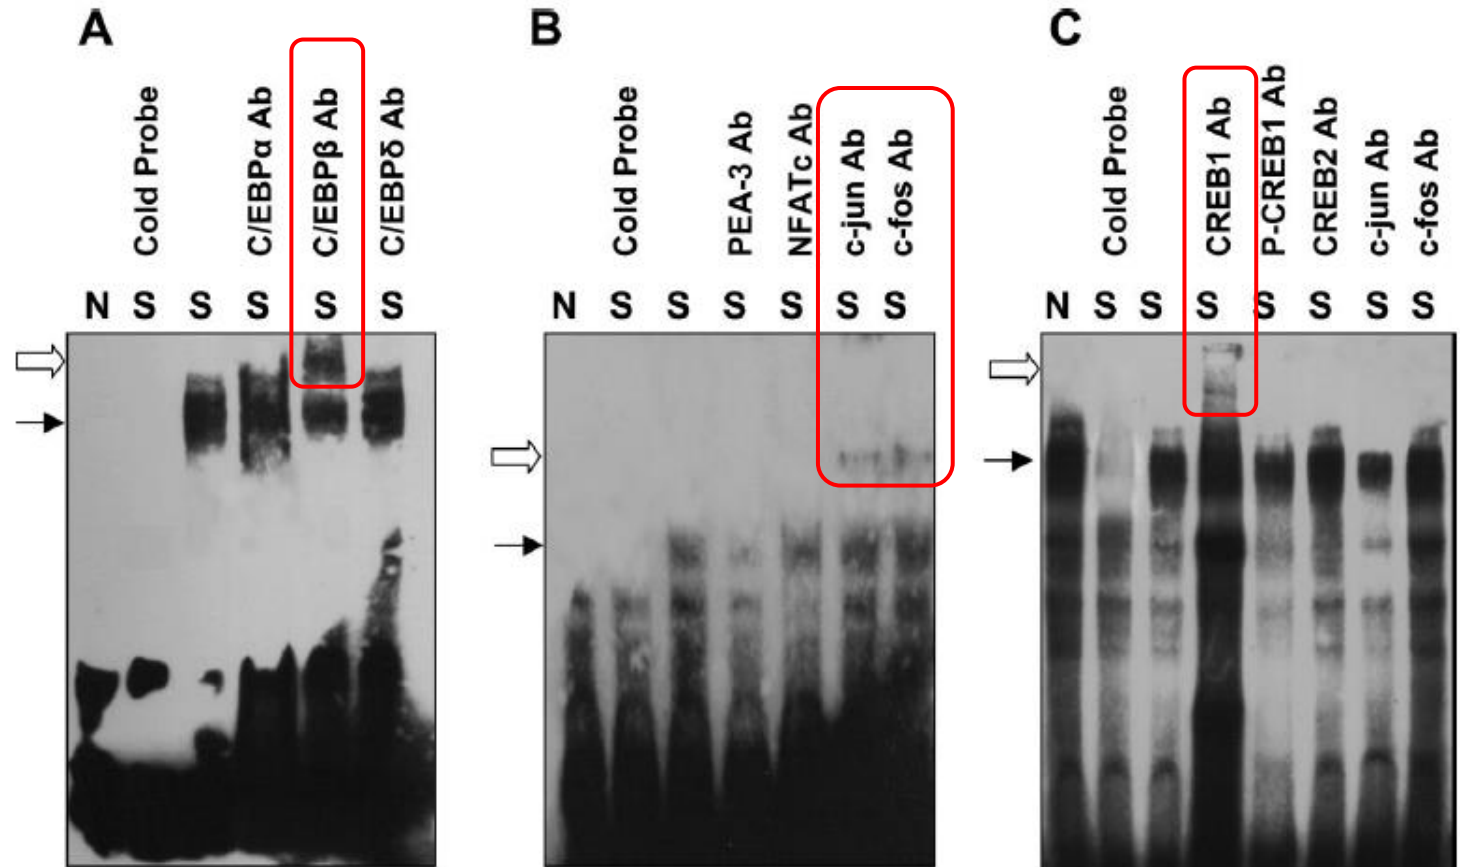 A
Cold Probe
C/EBPα Ab
C/EBPβ Ab
C/EBPδ Ab
N S S S S S
B
Cold Probe
PEA-3 Ab
NFATc Ab
c-jun Ab
c-fos Ab
N S S S S S S
C
Cold Probe
CREB1 Ab
P-CREB1 Ab
CREB2 Ab
c-jun Ab
c-fos Ab
N S S S S S S S